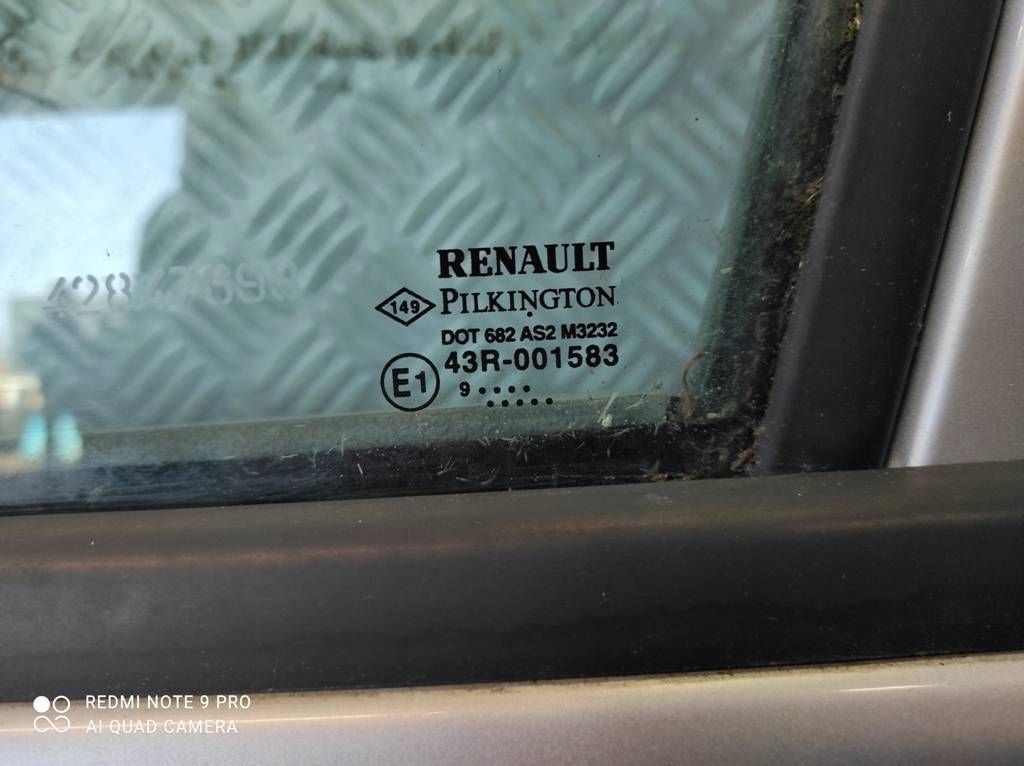 RENAULT
149 PILKINGTON
DOT 682 AS2 M3232
43R-001583
E1
9 ....
.....
REDMI NOTE 9 PRO
AI QUAD CAMERA